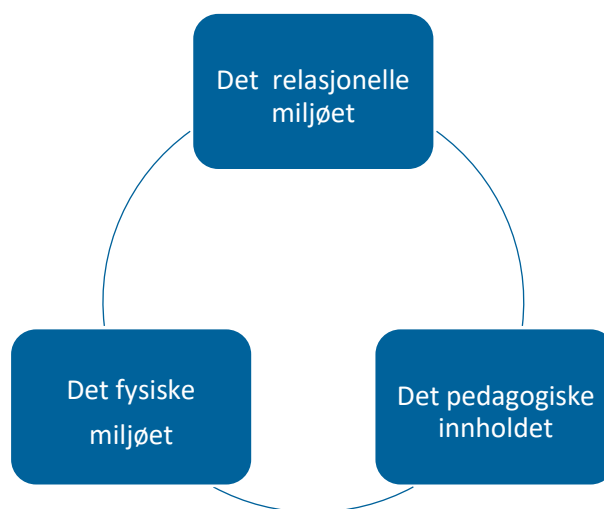 Det relasjonelle
miljøet
Det fysiske
miljøet
Det pedagogiske
innholdet